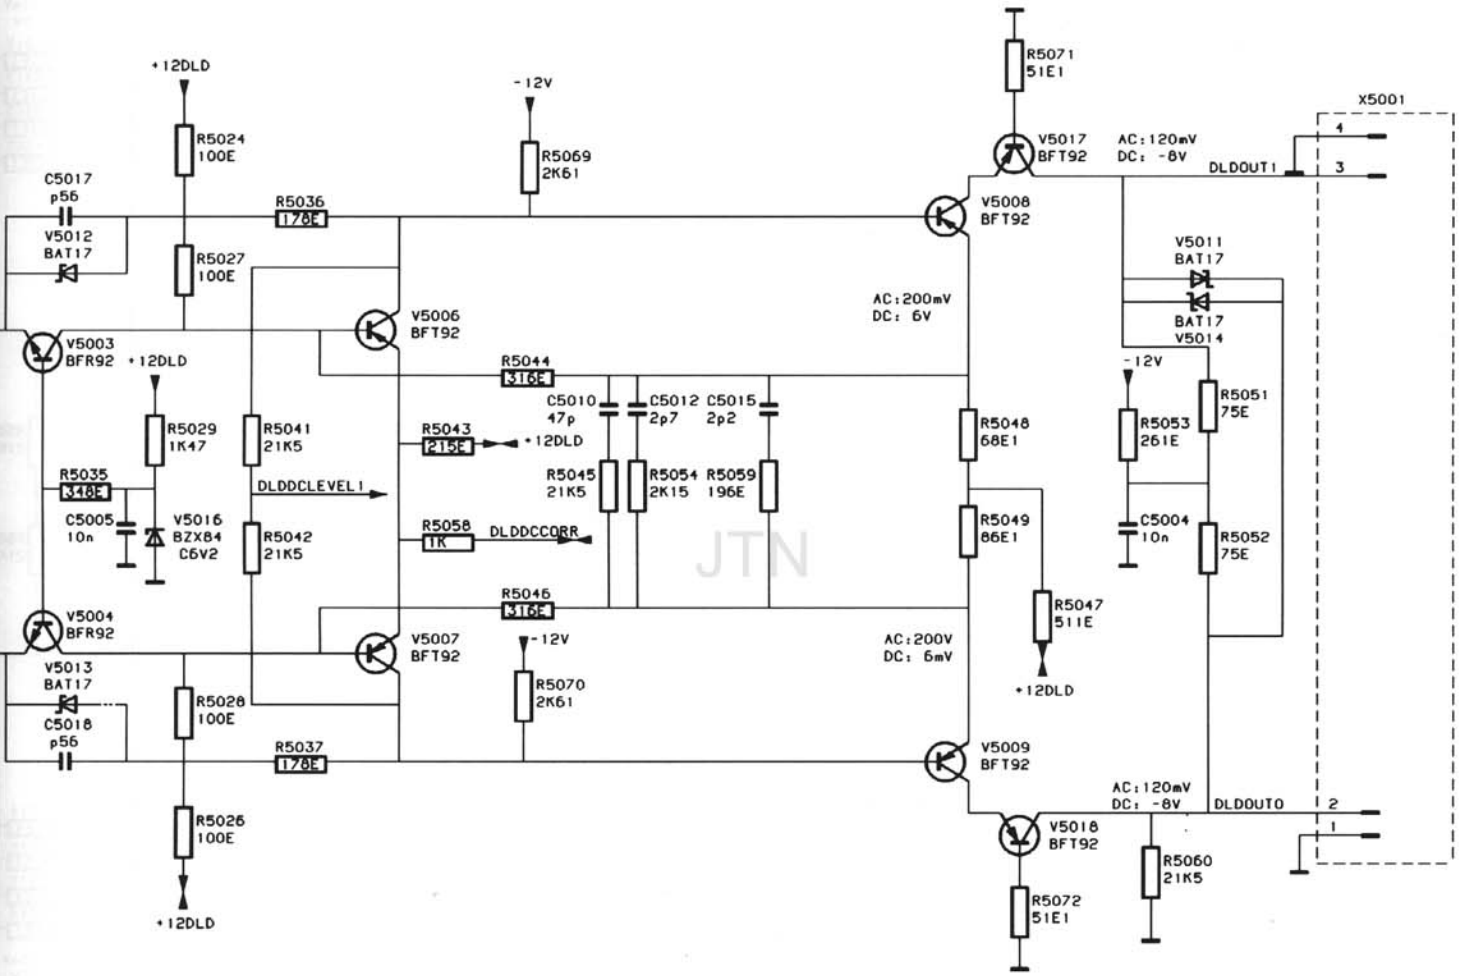 R5071
51E1
X5001
+12DLD
-12V
4
R5024
100E
V5017
BFT92
AC:120mV
DC: -8V
R5069
2K61
DLDOUT1
3
C5017
p56
R5036
178E
V5008
BFT92
V5012
BAT17
R5027
100E
V5011
BAT17
AC:200mV
DC: 6V
V5006
BFT92
BAT17
V5014
V5003
BFR92
+12DLD
R5044
316E
-12V
C5010
47p
C5012
2p7
C5015
2p2
R5051
75E
R5029
1K47
R5041
21K5
R5043
215E
+12DLD
R5048
68E1
R5053
261E
R5035
348E
DLDDCLEVEL1
R5045
21K5
R5054
2K15
R5059
196E
C5005
10n
V5016
BZX84
C6V2
R5042
21K5
R5058
1K
DLDDCCORR
R5049
86E1
C5004
10n
R5052
75E
JTN
R5046
316E
R5047
511E
V5004
BFR92
V5007
BFT92
-12V
AC:200V
DC: 6mV
V5013
BAT17
R5028
100E
R5070
2K61
+12DLD
C5018
p56
R5037
178E
V5009
BFT92
AC:120mV
DC: -8V
DLDOUT0
2
R5026
100E
V5018
BFT92
1
R5060
21K5
R5072
51E1
+12DLD